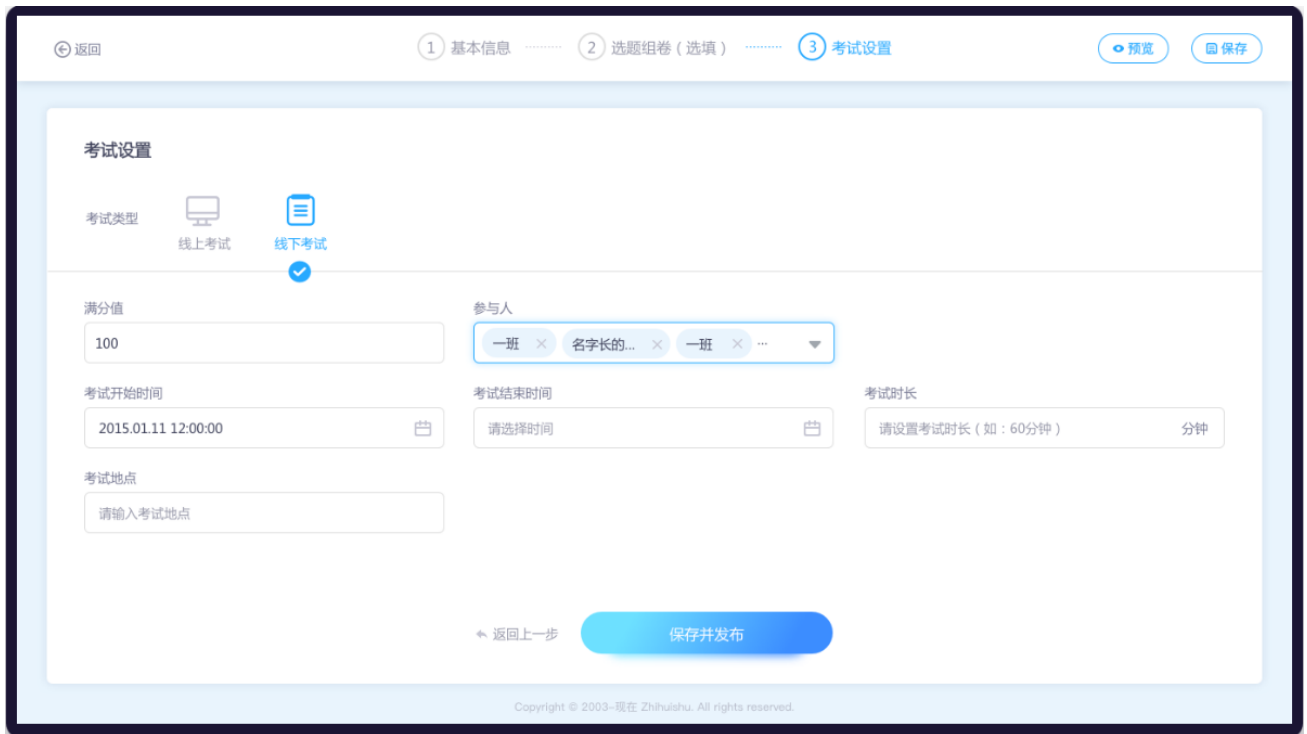 返回 1 基本信息 2 选题组卷（选填） 3 考试设置 预览 保存
考试设置
考试类型
线上考试 线下考试
满分值 参与人
100 一班 × 名字长的... × 一班 × ...
考试开始时间 考试结束时间 考试时长
2015.01.11 12:00:00 请选择时间 请设置考试时长（如：60分钟） 分钟
考试地点
请输入考试地点
返回上一步 保存并发布
Copyright © 2003-现在 Zhihuishu. All rights reserved.